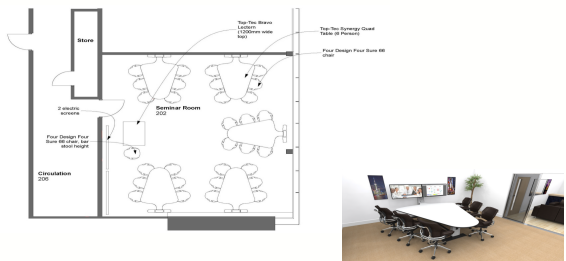 Top-Tec Bravo
Lectern
(1200mm wide
top)
Top-Tec Synergy Quad
Table (6 Person)
Four Design Four Sure 66
chair
Store
2 electric
screens
Seminar Room
202
Four Design Four
Sure 66 chair, bar
stool height
Circulation
206